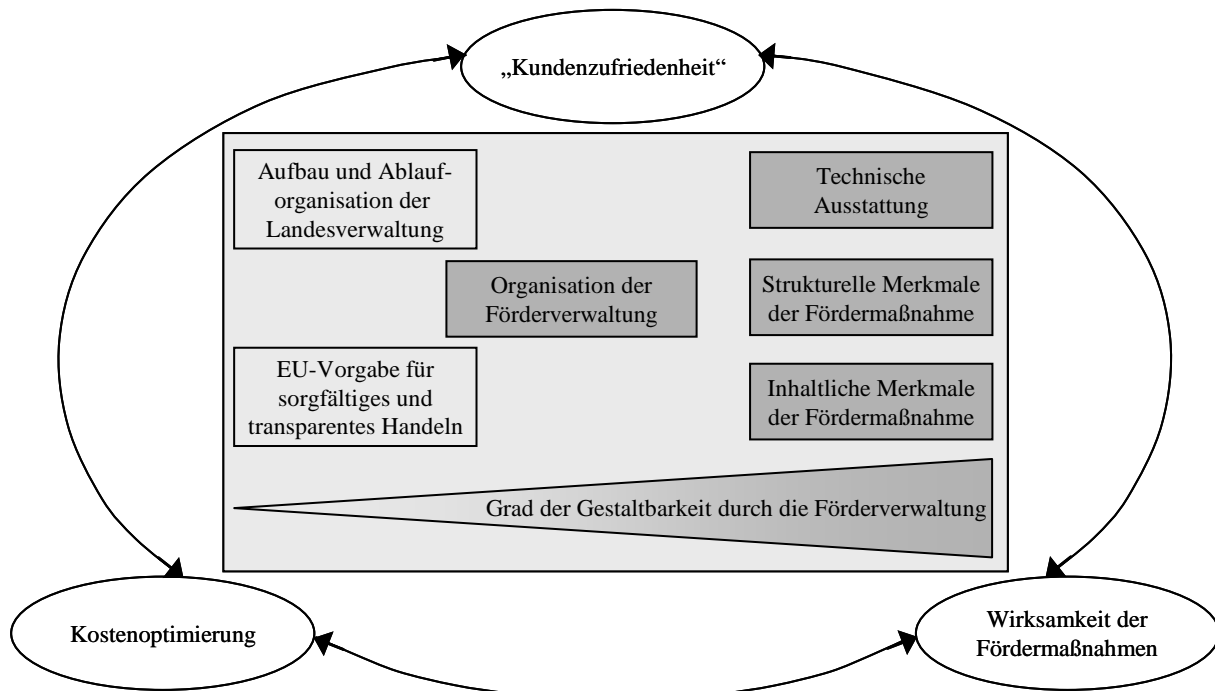 „Kundenzufriedenheit“
Aufbau und Ablauf-
organisation der
Landesverwaltung
Technische
Ausstattung
Organisation der
Förderverwaltung
Strukturelle Merkmale
der Fördermaßnahme
EU-Vorgabe für
sorgfältiges und
transparentes Handeln
Inhaltliche Merkmale
der Fördermaßnahme
Grad der Gestaltbarkeit durch die Förderverwaltung
Kostenoptimierung
Wirksamkeit der
Fördermaßnahmen